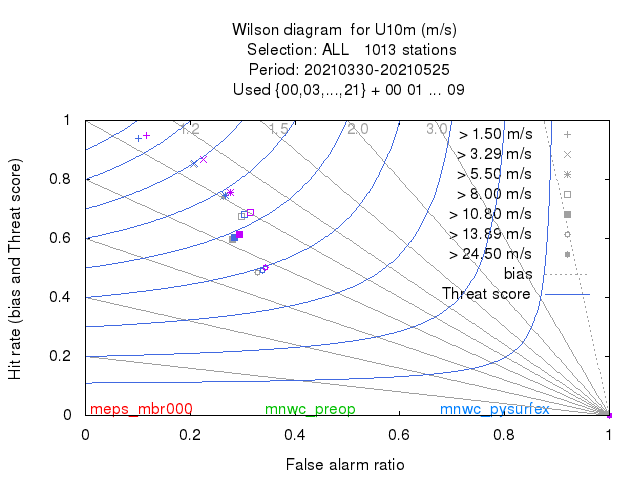 Wilson diagram for U10m (m/s)
Selection: ALL 1013 stations
Period: 20210330-20210525
Used {00,03,...,21} + 00 01 ... 09
1.2 1.5 2.0 3.0
> 1.50 m/s
> 3.29 m/s
> 5.50 m/s
> 8.00 m/s
> 10.80 m/s
> 13.89 m/s
> 24.50 m/s
bias
Threat score
1
0.8
0.6
0.4
0.2
0
Hit rate (bias and Threat score)
meps_mbr000 mnwc_preop mnwc_pysurfex
0 0.2 0.4 0.6 0.8 1
False alarm ratio